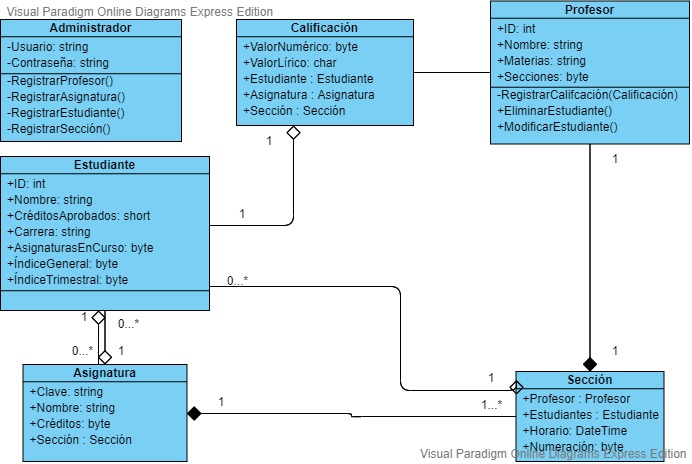 Visual Paradigm Online Diagrams Express Edition
Administrador
-Usuario: string
-Contraseña: string
-RegistrarProfesor()
-RegistrarAsignatura()
-RegistrarEstudiante()
-RegistrarSección()
Calificación
+ValorNumérico: byte
+ValorLírico: char
+Estudiante : Estudiante
+Asignatura : Asignatura
+Sección : Sección
Profesor
+ID: int
+Nombre: string
+Materias: string
+Secciones: byte
-RegistrarCalifcación(Calificación)
+EliminarEstudiante()
+ModificarEstudiante()
1
1
1
Estudiante
+ID: int
+Nombre: string
+CréditosAprobados: short
+Carrera: string
+AsignaturasEnCurso: byte
+ÍndiceGeneral: byte
+ÍndiceTrimestral: byte
0...*
1
0...*
0...*
1
1
1
1
1...*
Asignatura
+Clave: string
+Nombre: string
+Créditos: byte
+Sección : Sección
Sección
+Profesor : Profesor
+Estudiantes : Estudiante
+Horario: DateTime
+Numeración: byte
Visual Paradigm Online Diagrams Express Edition